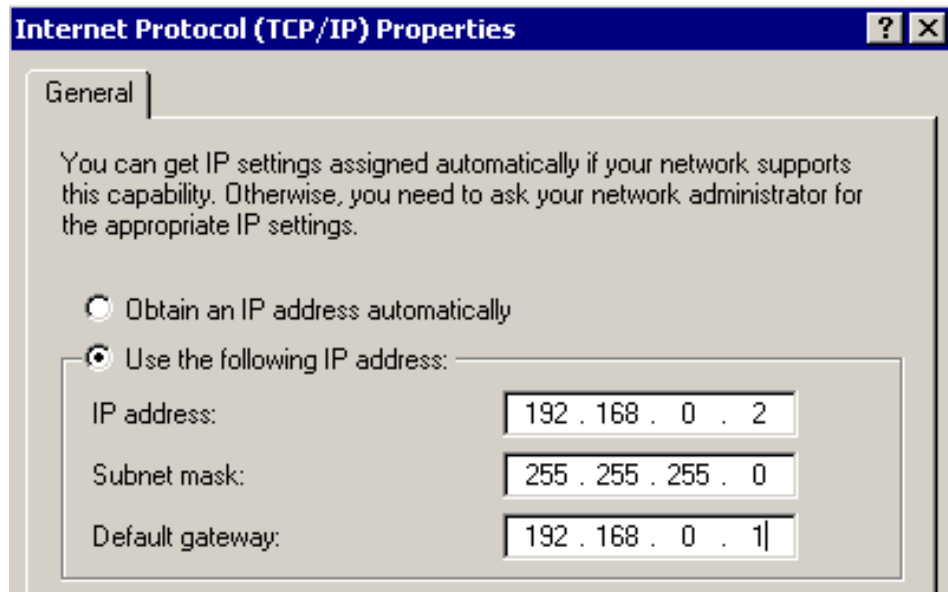 Internet Protocol (TCP/IP) Properties
General
You can get IP settings assigned automatically if your network supports
this capability. Otherwise, you need to ask your network administrator for
the appropriate IP settings.
Obtain an IP address automatically
Use the following IP address:
IP address: 192 . 168 . 0 . 2
Subnet mask: 255 . 255 . 255 . 0
Default gateway: 192 . 168 . 0 . 1